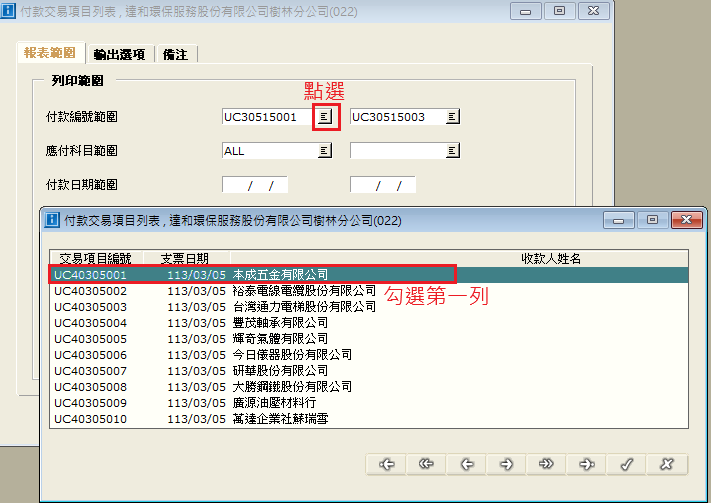 付款交易項目列表 , 達和環保服務股份有限公司樹林分公司(022)
報表範圍 輸出選項 備注
列印範圍
點選
付款編號範圍 UC30515001 UC30515003
應付科目範圍 ALL
付款日期範圍 / / / /
付款交易項目列表 , 達和環保服務股份有限公司樹林分公司(022)
交易項目編號 支票日期 收款人姓名
UC40305001 113/03/05 本成五金有限公司
UC40305002 113/03/05 裕泰電線電纜股份有限公司
勾選第一列
UC40305003 113/03/05 台灣通力電梯股份有限公司
UC40305004 113/03/05 豐茂軸承有限公司
UC40305005 113/03/05 輝奇氣體有限公司
UC40305006 113/03/05 今日儀器股份有限公司
UC40305007 113/03/05 研華股份有限公司
UC40305008 113/03/05 大勝鋼鐵股份有限公司
UC40305009 113/03/05 廣源油壓材料行
UC40305010 113/03/05 萬達企業社蘇瑞雪